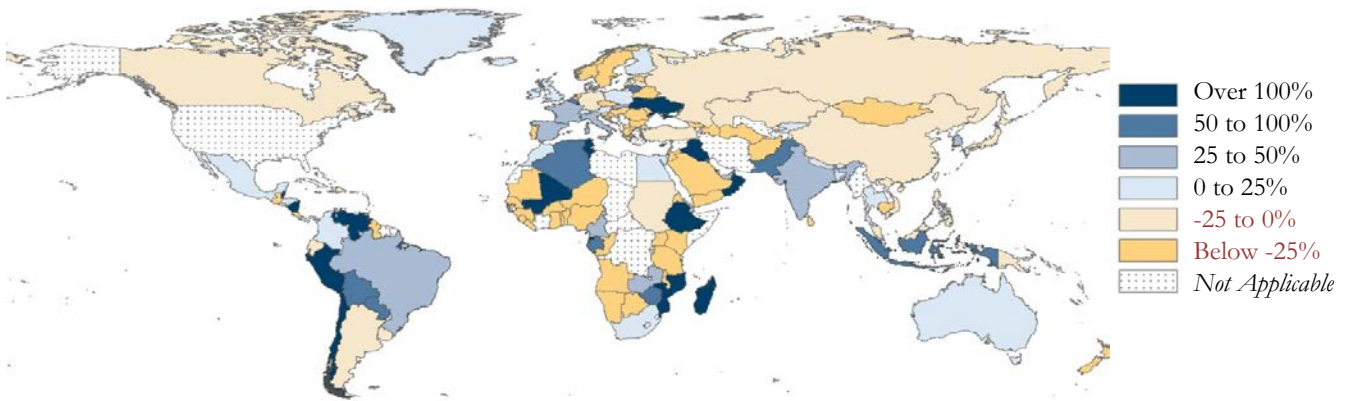 Over 100%
50 to 100%
25 to 50%
0 to 25%
-25 to 0%
Below -25%
Not Applicable